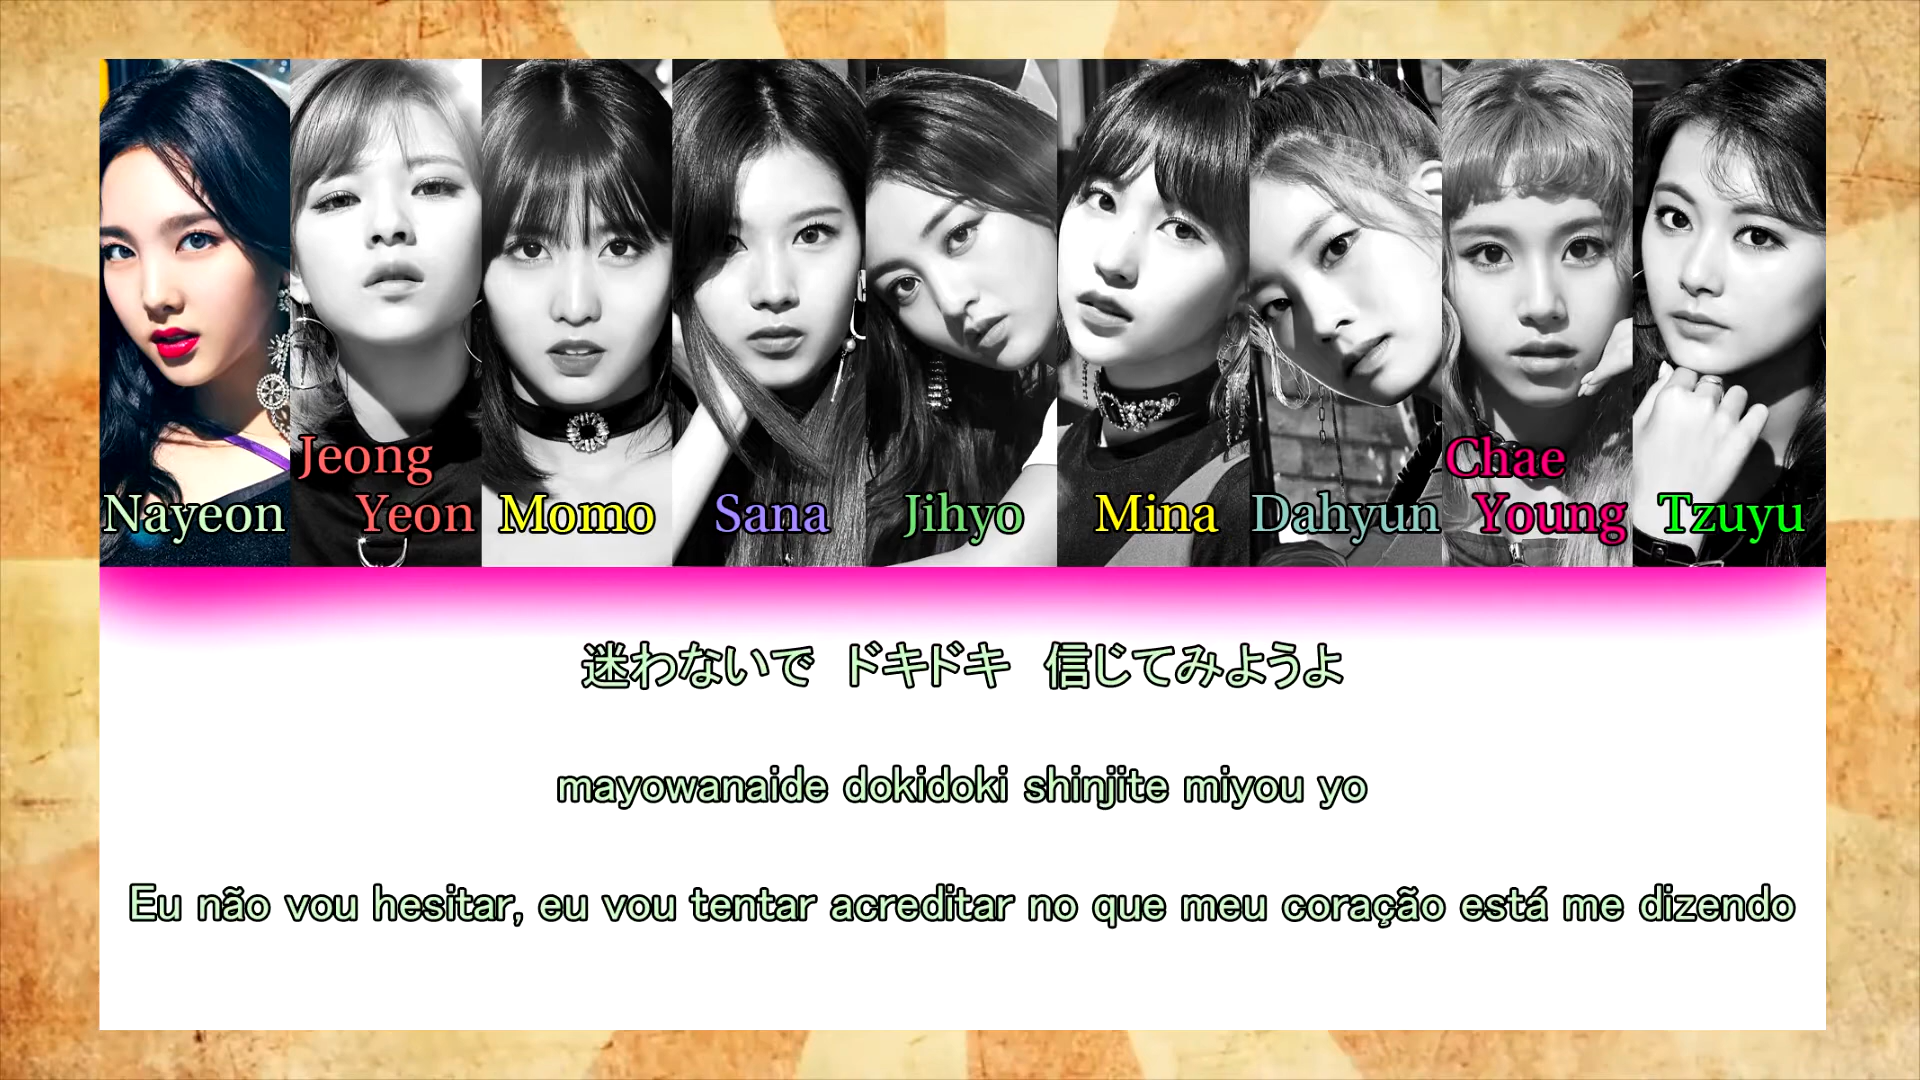 Nayeon
Jeong
Yeon
Momo
Sana
Jihyo
Mina
Dahyun
Chae
Young
Tzuyu
迷わないで　ドキドキ　信じてみようよ
mayowanaide dokidoki shinjite miyou yo
Eu não vou hesitar, eu vou tentar acreditar no que meu coração está me dizendo